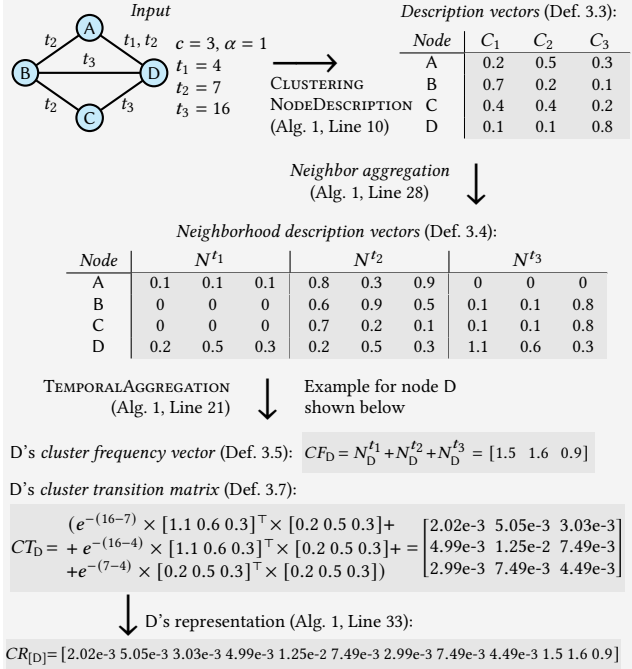 Input
A
B
C
D
t₂
t₁, t₂
t₃
t₂
t₃
c = 3, α = 1
t₁ = 4
t₂ = 7
t₃ = 16
CLUSTERING
NODEDESCRIPTION
(Alg. 1, Line 10)
Description vectors (Def. 3.3):
Node C₁ C₂ C₃
A 0.2 0.5 0.3
B 0.7 0.2 0.1
C 0.4 0.4 0.2
D 0.1 0.1 0.8
Neighbor aggregation
(Alg. 1, Line 28)
Neighborhood description vectors (Def. 3.4):
Node N^t₁ N^t₂ N^t₃
A 0.1 0.1 0.1 0.8 0.3 0.9 0 0 0
B 0 0 0 0.6 0.9 0.5 0.1 0.1 0.8
C 0 0 0 0.7 0.2 0.1 0.1 0.1 0.8
D 0.2 0.5 0.3 0.2 0.5 0.3 1.1 0.6 0.3
TEMPORALAGGREGATION
(Alg. 1, Line 21)
Example for node D
shown below
D's cluster frequency vector (Def. 3.5): CF_D = N_D^t₁ + N_D^t₂ + N_D^t₃ = [1.5 1.6 0.9]
D's cluster transition matrix (Def. 3.7):
(e^−(16−7) × [1.1 0.6 0.3]^⊤ × [0.2 0.5 0.3]+ [2.02e-3 5.05e-3 3.03e-3]
CT_D = + e^−(16−4) × [1.1 0.6 0.3]^⊤ × [0.2 0.5 0.3]+ = 4.99e-3 1.25e-2 7.49e-3
+e^−(7−4) × [0.2 0.5 0.3]^⊤ × [0.2 0.5 0.3]) 2.99e-3 7.49e-3 4.49e-3
D's representation (Alg. 1, Line 33):
CR_[D] = [2.02e-3 5.05e-3 3.03e-3 4.99e-3 1.25e-2 7.49e-3 2.99e-3 7.49e-3 4.49e-3 1.5 1.6 0.9]